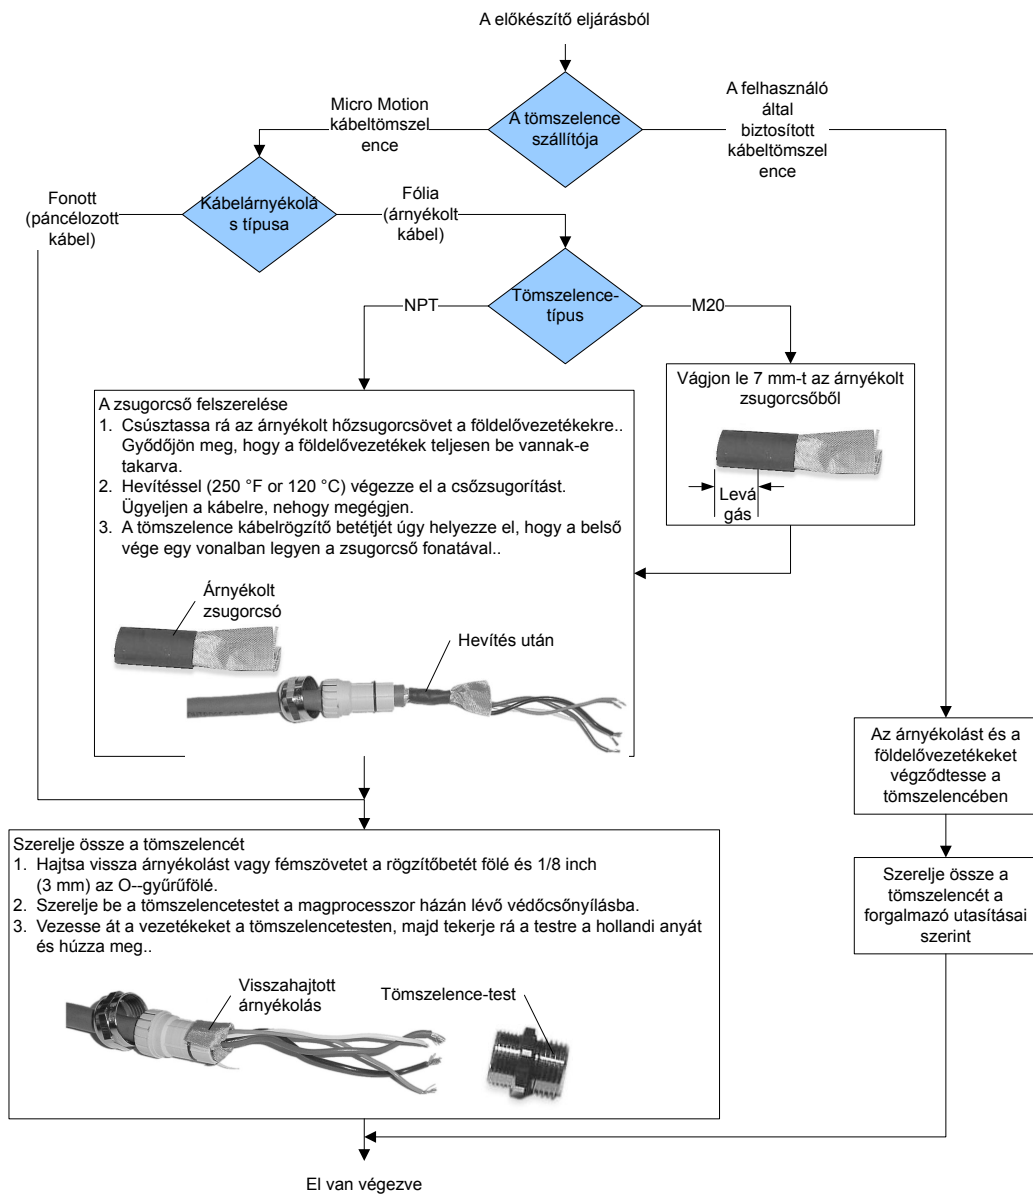 A előkészítő eljárásból
Micro Motion
kábeltömszel
ence
A tömszelence
szállítója
A felhasználó
által
biztosított
kábeltömszel
ence
Fonott
(páncélozott
kábel)
Kábelárnyékolá
s típusa
Fólia
(árnyékolt
kábel)
NPT
Tömszelence-
típus
M20
A zsugorcső felszerelése
1. Csúsztassa rá az árnyékolt hőzsugorcsövet a földelővezetékekre..
Győdőjön meg, hogy a földelővezetékek teljesen be vannak-e
takarva.
2. Hevítéssel (250 °F or 120 °C) végezze el a csőzsugorítást.
Ügyeljen a kábelre, nehogy megégjen.
3. A tömszelence kábelrögzítő betétjét úgy helyezze el, hogy a belső
vége egy vonalban legyen a zsugorcső fonatával..
Árnyékolt
zsugorcsó
Hevítés után
Vágjon le 7 mm-t az árnyékolt
zsugorcsőből
Levá
gás
Az árnyékolást és a
földelővezetékeket
végződtesse a
tömszelencében
Szerelje össze a tömszelencét
1. Hajtsa vissza árnyékolást vagy fémszövetet a rögzítőbetét fölé és 1/8 inch
(3 mm) az O--gyűrűfölé.
2. Szerelje be a tömszelencetestet a magprocesszor házán lévő védőcsőnyílásba.
3. Vezesse át a vezetékeket a tömszelencetesten, majd tekerje rá a testre a hollandi anyát
és húzza meg..
Visszahajtott
árnyékolás
Tömszelence-test
Szerelje össze a
tömszelencét a
forgalmazó utasításai
szerint
El van végezve